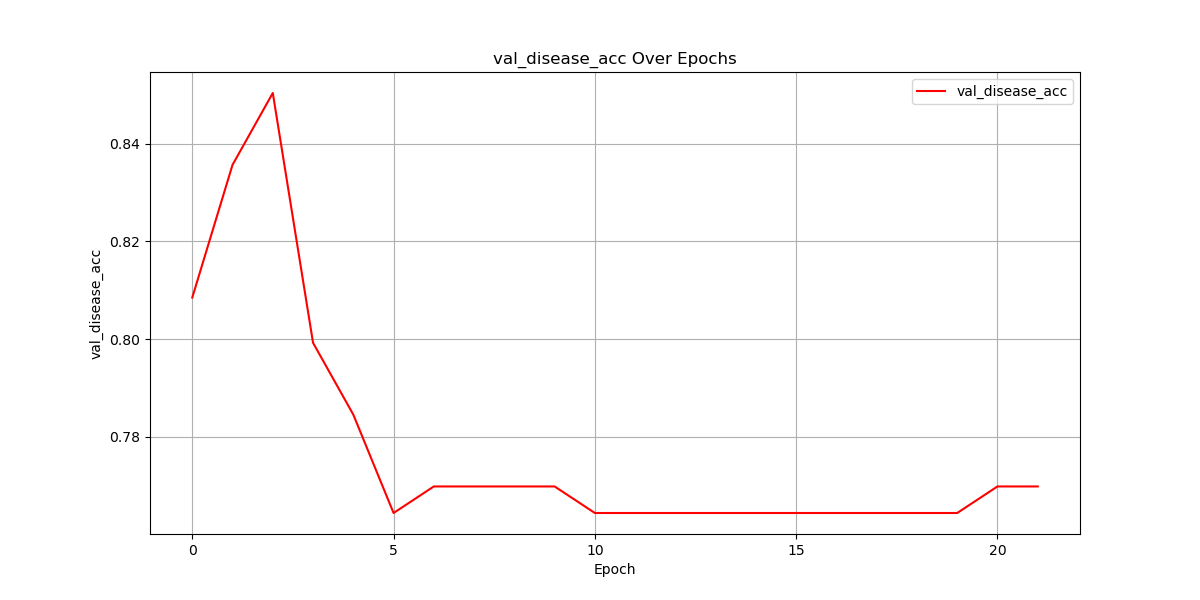 val_disease_acc Over Epochs
val_disease_acc
0.84
0.82
0.80
0.78
val_disease_acc
0 5 10 15 20
Epoch